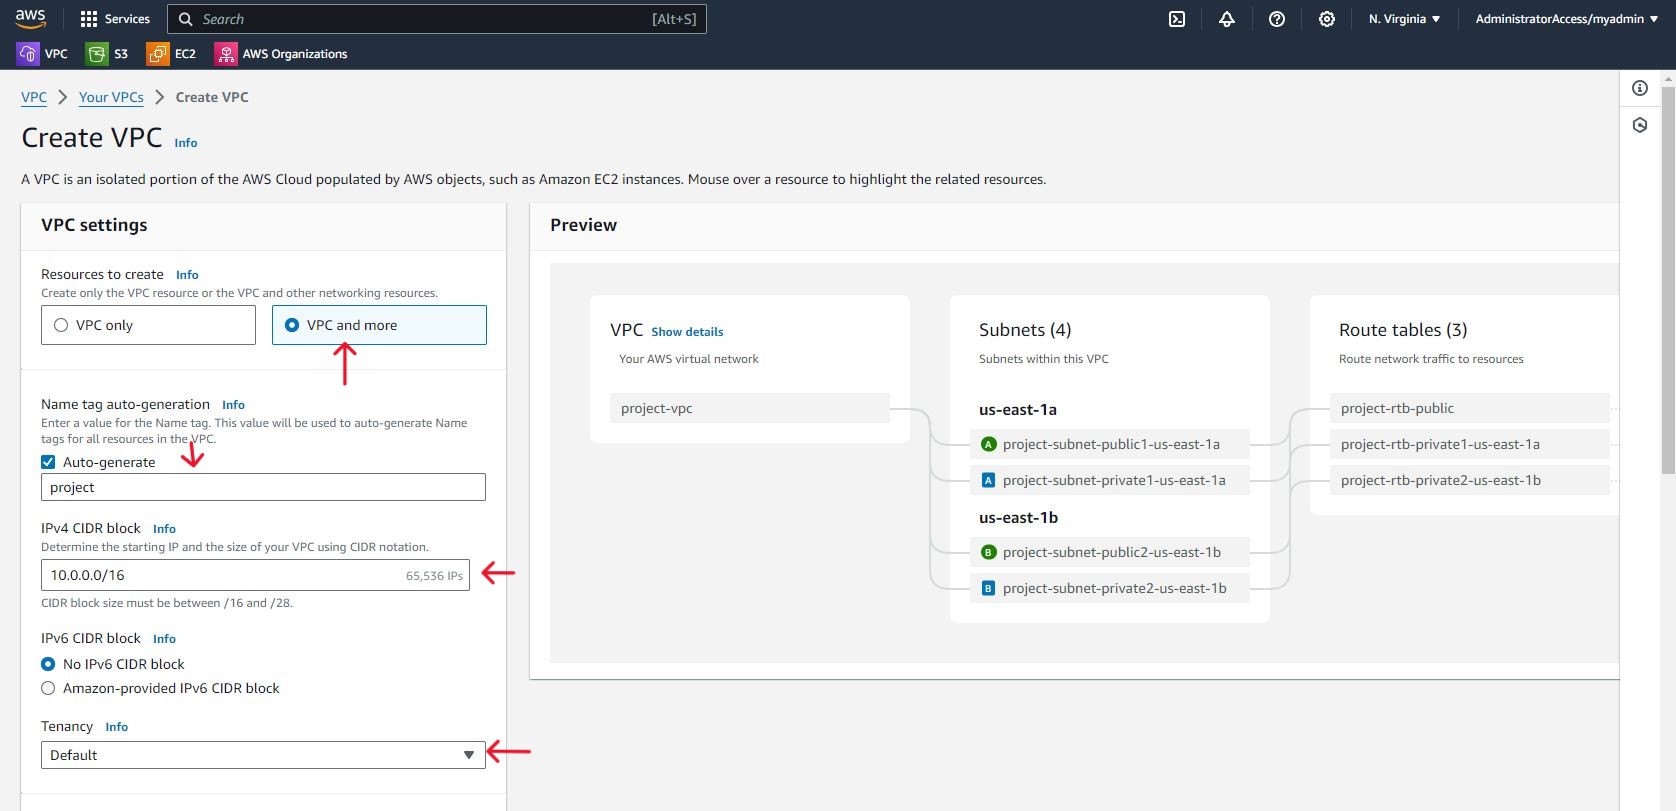 aws
Services
Search
[Alt+S]
N. Virginia
AdministratorAccess/myadmin
VPC
S3
EC2
AWS Organizations
VPC
Your VPCs
Create VPC
Create VPC Info
A VPC is an isolated portion of the AWS Cloud populated by AWS objects, such as Amazon EC2 instances. Mouse over a resource to highlight the related resources.
VPC settings
Resources to create Info
Create only the VPC resource or the VPC and other networking resources.
VPC only
VPC and more
Name tag auto-generation Info
Enter a value for the Name tag. This value will be used to auto-generate Name
tags for all resources in the VPC.
Auto-generate
project
IPv4 CIDR block Info
Determine the starting IP and the size of your VPC using CIDR notation.
10.0.0.0/16
65,536 IPs
CIDR block size must be between /16 and /28.
IPv6 CIDR block Info
No IPv6 CIDR block
Amazon-provided IPv6 CIDR block
Tenancy Info
Default
Preview
VPC Show details
Your AWS virtual network
project-vpc
Subnets (4)
Subnets within this VPC
us-east-1a
A project-subnet-public1-us-east-1a
A project-subnet-private1-us-east-1a
us-east-1b
B project-subnet-public2-us-east-1b
B project-subnet-private2-us-east-1b
Route tables (3)
Route network traffic to resources
project-rtb-public
project-rtb-private1-us-east-1a
project-rtb-private2-us-east-1b